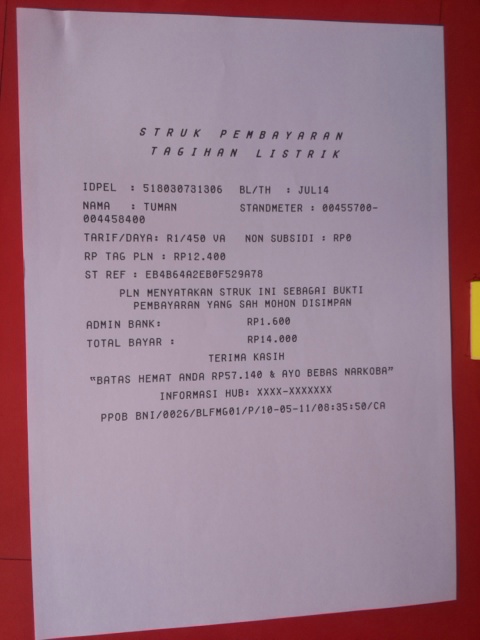 STRUK PEMBAYARAN
TAGIHAN LISTRIK
IDPEL : 518030731306 BL/TH : JUL14
NAMA : TUMAN STANDMETER : 00455700-
004458400
TARIF/DAYA: R1/450 VA NON SUBSIDI : RP0
RP TAG PLN : RP12.400
ST REF : EB4B64A2EB0F529A78
PLN MENYATAKAN STRUK INI SEBAGAI BUKTI
PEMBAYARAN YANG SAH MOHON DISIMPAN
ADMIN BANK: RP1.600
TOTAL BAYAR : RP14.000
TERIMA KASIH
"BATAS HEMAT ANDA RP57.140 & AYO BEBAS NARKOBA"
INFORMASI HUB: XXXX-XXXXXXX
PPOB BNI/0026/BLFMG01/P/10-05-11/08:35:50/CA